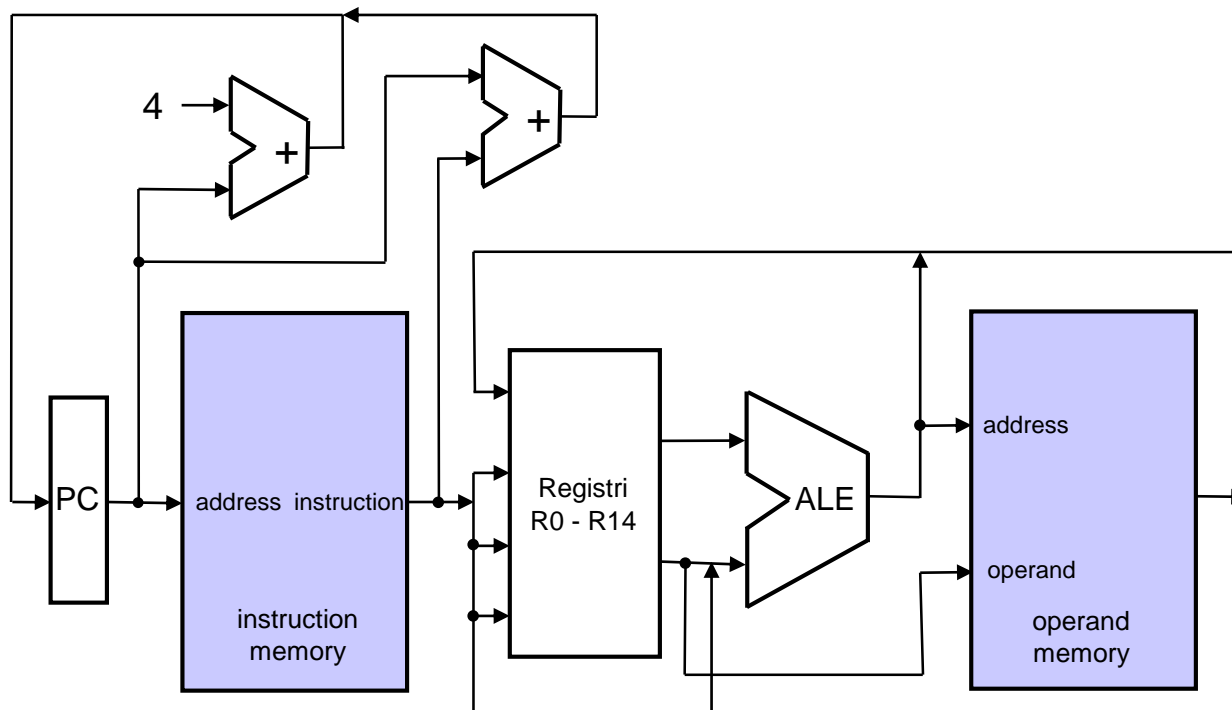 4
+
+
PC
address instruction
instruction
memory
Registri
R0 - R14
ALE
address
operand
operand
memory